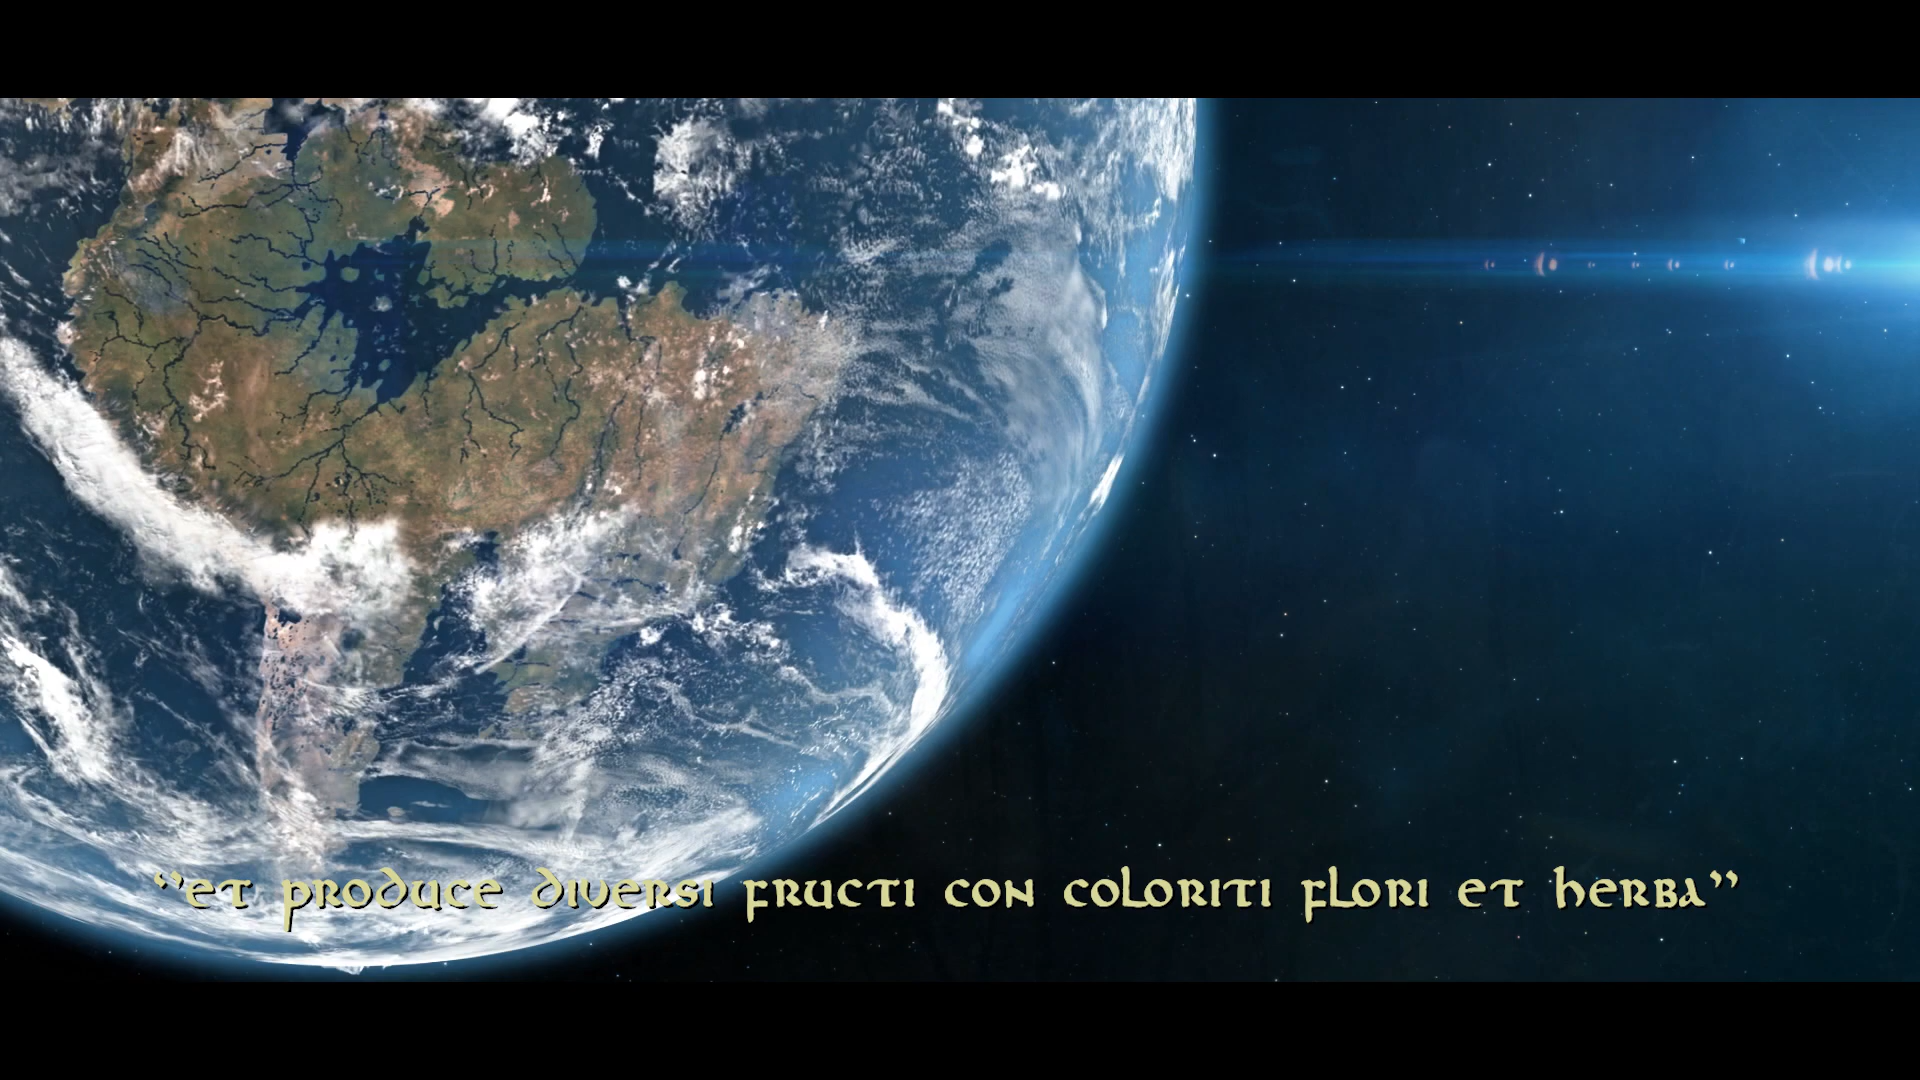 “et produce diversi fructi con coloriti flori et herba”